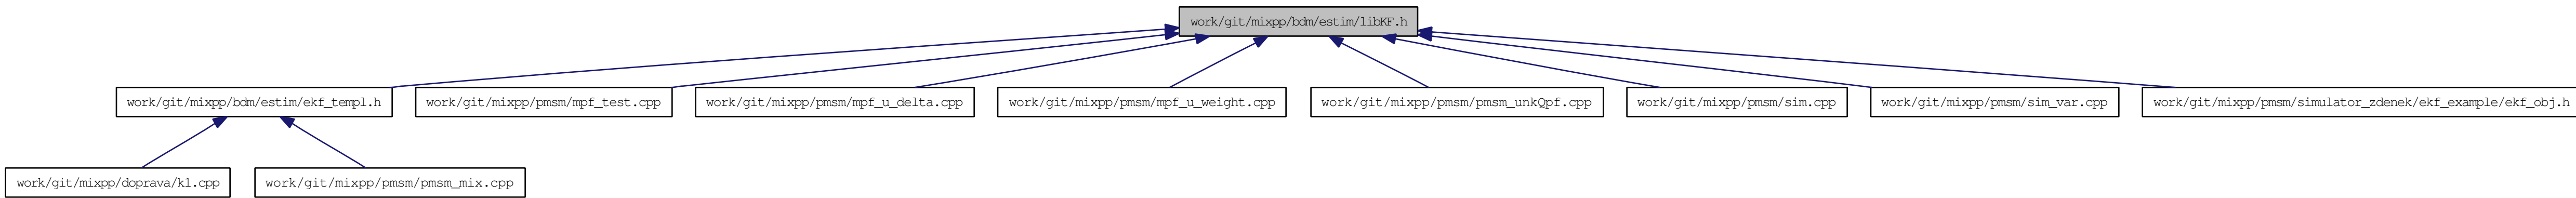 work/git/mixpp/bdm/estim/libKF.h
work/git/mixpp/bdm/estim/ekf_templ.h
work/git/mixpp/pmsm/mpf_test.cpp
work/git/mixpp/pmsm/mpf_u_delta.cpp
work/git/mixpp/pmsm/mpf_u_weight.cpp
work/git/mixpp/pmsm/pmsm_unkQpf.cpp
work/git/mixpp/pmsm/sim.cpp
work/git/mixpp/pmsm/sim_var.cpp
work/git/mixpp/pmsm/simulator_zdenek/ekf_example/ekf_obj.h
work/git/mixpp/doprava/k1.cpp
work/git/mixpp/pmsm/pmsm_mix.cpp